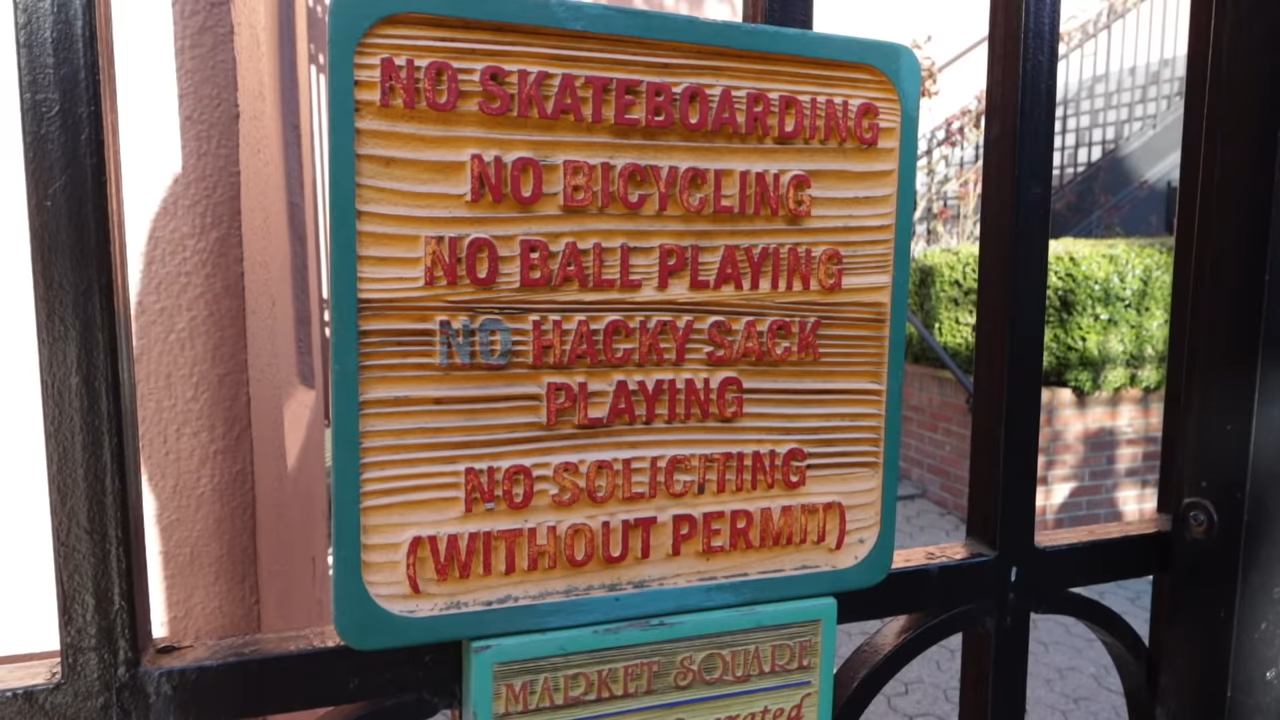 NO SKATEBOARDING
NO BICYCLING
NO BALL PLAYING
NO HACKY SACK
PLAYING
NO SOLICITING
(WITHOUT PERMIT)
MARKET SQUARE